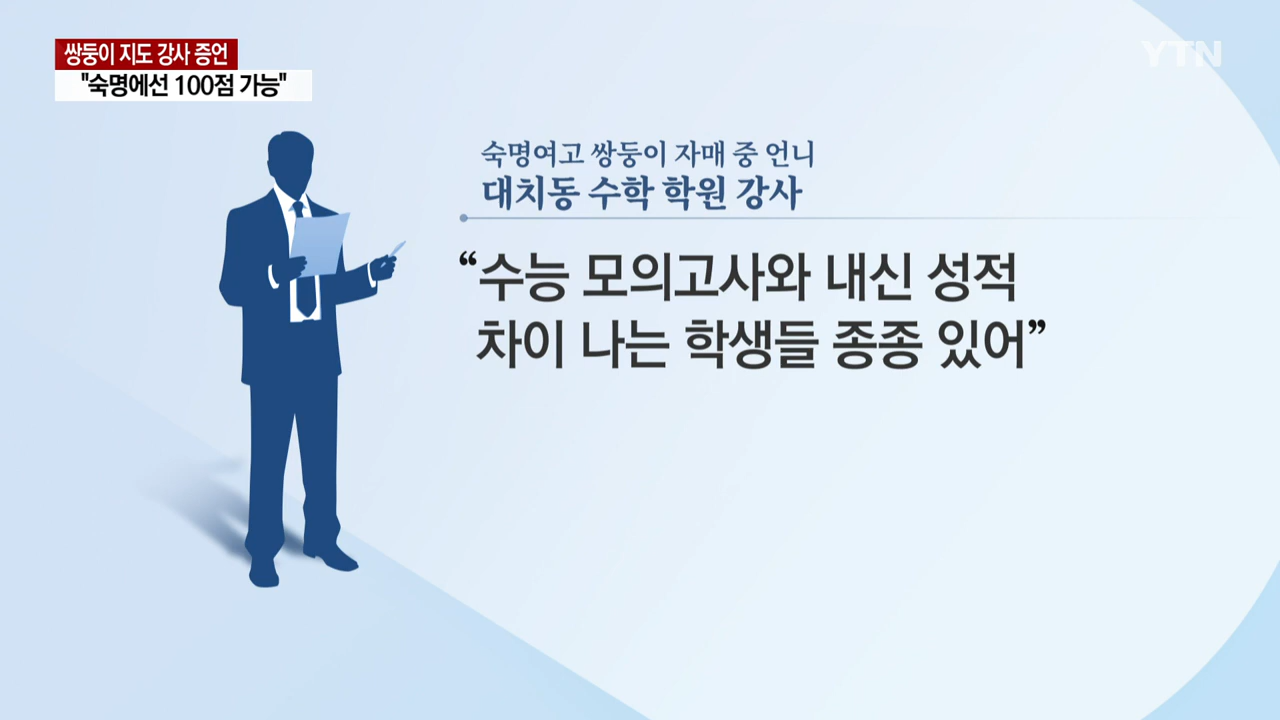 쌍둥이 지도 강사 증언
"숙명에선 100점 가능"
YTN
숙명여고 쌍둥이 자매 중 언니
대치동 수학 학원 강사
“수능 모의고사와 내신 성적
차이 나는 학생들 종종 있어”